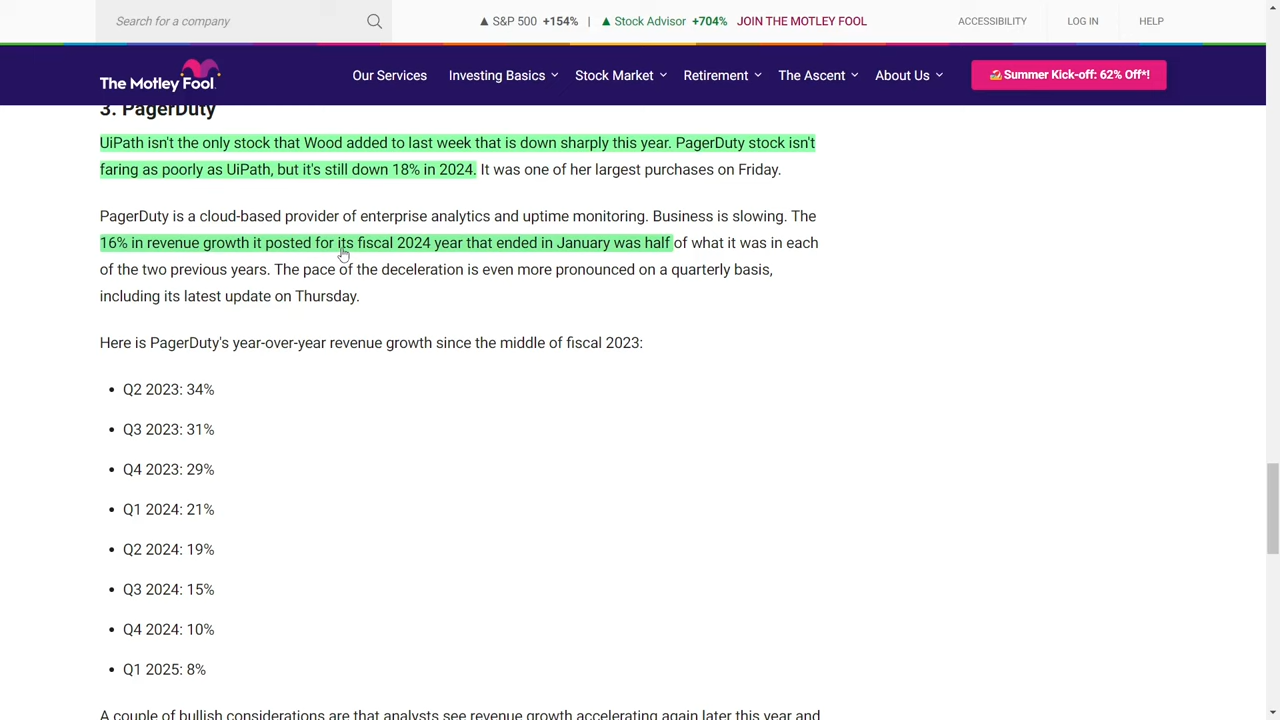 Search for a company
▲ S&P 500 +154% | ▲ Stock Advisor +704% JOIN THE MOTLEY FOOL
ACCESSIBILITY LOG IN HELP
The Motley Fool.
Our Services Investing Basics Stock Market Retirement The Ascent About Us
🏖️Summer Kick-off: 62% Off*!
3. PagerDuty
UiPath isn't the only stock that Wood added to last week that is down sharply this year. PagerDuty stock isn't
faring as poorly as UiPath, but it's still down 18% in 2024. It was one of her largest purchases on Friday.
PagerDuty is a cloud-based provider of enterprise analytics and uptime monitoring. Business is slowing. The
16% in revenue growth it posted for its fiscal 2024 year that ended in January was half of what it was in each
of the two previous years. The pace of the deceleration is even more pronounced on a quarterly basis,
including its latest update on Thursday.
Here is PagerDuty's year-over-year revenue growth since the middle of fiscal 2023:
• Q2 2023: 34%
• Q3 2023: 31%
• Q4 2023: 29%
• Q1 2024: 21%
• Q2 2024: 19%
• Q3 2024: 15%
• Q4 2024: 10%
• Q1 2025: 8%
A couple of bullish considerations are that analysts see revenue growth accelerating again later this year and